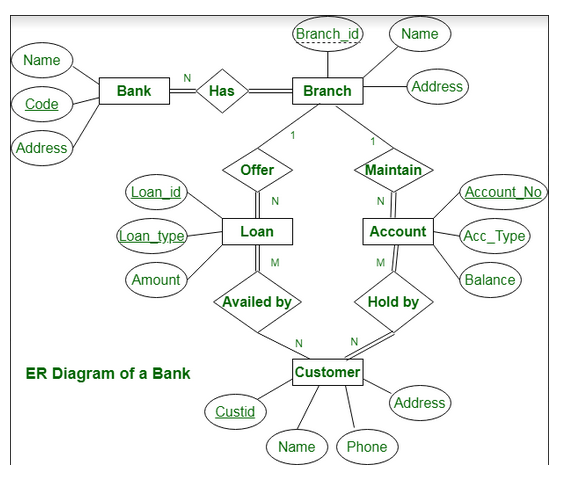 Branch_id
Name
Name
Code
Address
Bank
N
Has
Branch
Address
1
1
Offer
Maintain
N
N
Loan_id
Loan_type
Amount
Loan
Account
Account_No
Acc_Type
Balance
M
M
Availed by
Hold by
N
N
Customer
ER Diagram of a Bank
Custid
Name
Phone
Address